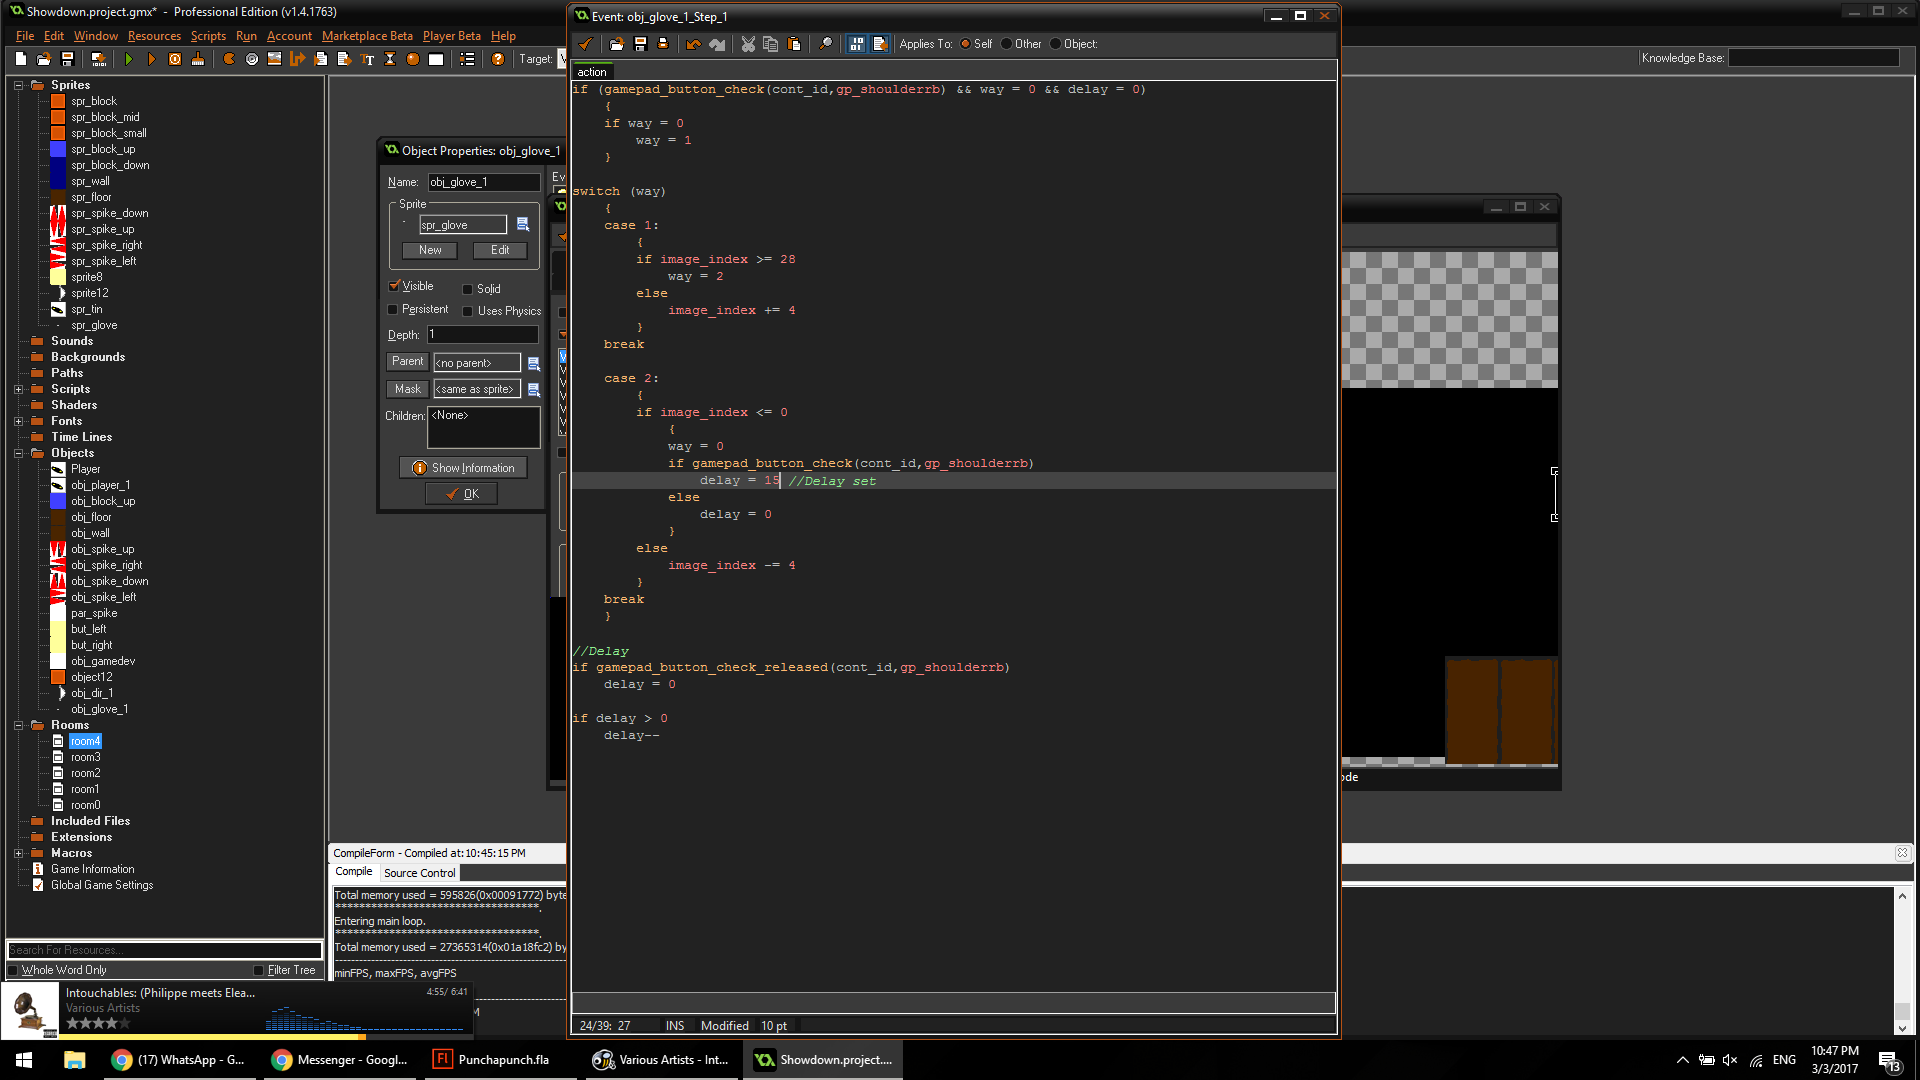 Showdown.project.gmx* - Professional Edition (v1.4.1763)
File Edit Window Resources Scripts Run Account Marketplace Beta Player Beta Help
Target:
Knowledge Base:
Sprites
spr_block
spr_block_mid
spr_block_small
spr_block_up
spr_block_down
spr_wall
spr_floor
spr_spike_down
spr_spike_up
spr_spike_right
spr_spike_left
sprite8
sprite12
spr_tin
spr_glove
Sounds
Backgrounds
Paths
Scripts
Shaders
Fonts
Time Lines
Objects
Player
obj_player_1
obj_block_up
obj_floor
obj_wall
obj_spike_up
obj_spike_right
obj_spike_down
obj_spike_left
par_spike
but_left
but_right
obj_gamedev
object12
obj_dir_1
obj_glove_1
Rooms
room4
room3
room2
room1
room0
Included Files
Extensions
Macros
Game Information
Global Game Settings
Search For Resources...
Whole Word Only Filter Tree
Object Properties: obj_glove_1
Name: obj_glove_1
Ev
Sprite
spr_glove
New Edit
Visible Solid
Persistent Uses Physics
Depth: 1
Parent <no parent>
Mask <same as sprite>
Children: <None>
Show Information
OK
Event: obj_glove_1_Step_1
Applies To: Self Other Object:
action
if (gamepad_button_check(cont_id,gp_shoulderrb) && way = 0 && delay = 0)
{
if way = 0
way = 1
}
switch (way)
{
case 1:
{
if image_index >= 28
way = 2
else
image_index += 4
}
break
case 2:
{
if image_index <= 0
{
way = 0
if gamepad_button_check(cont_id,gp_shoulderrb)
delay = 15 //Delay set
else
delay = 0
}
else
image_index -= 4
}
break
}
//Delay
if gamepad_button_check_released(cont_id,gp_shoulderrb)
delay = 0
if delay > 0
delay--
24/39: 27 INS Modified 10 pt
ode
CompileForm - Compiled at:10:45:15 PM
Compile Source Control
Total memory used = 595826(0x00091772) byte
**********************************.
Entering main loop.
**********************************.
Total memory used = 27365314(0x01a18fc2) by
minFPS, maxFPS, avgFPS
M
Intouchables: (Philippe meets Elea...
4:55/ 6:41
Various Artists
(17) WhatsApp - G...
Messenger - Googl...
Fl Punchapunch.fla
Various Artists - Int...
Showdown.project....
ENG
10:47 PM
3/3/2017
13